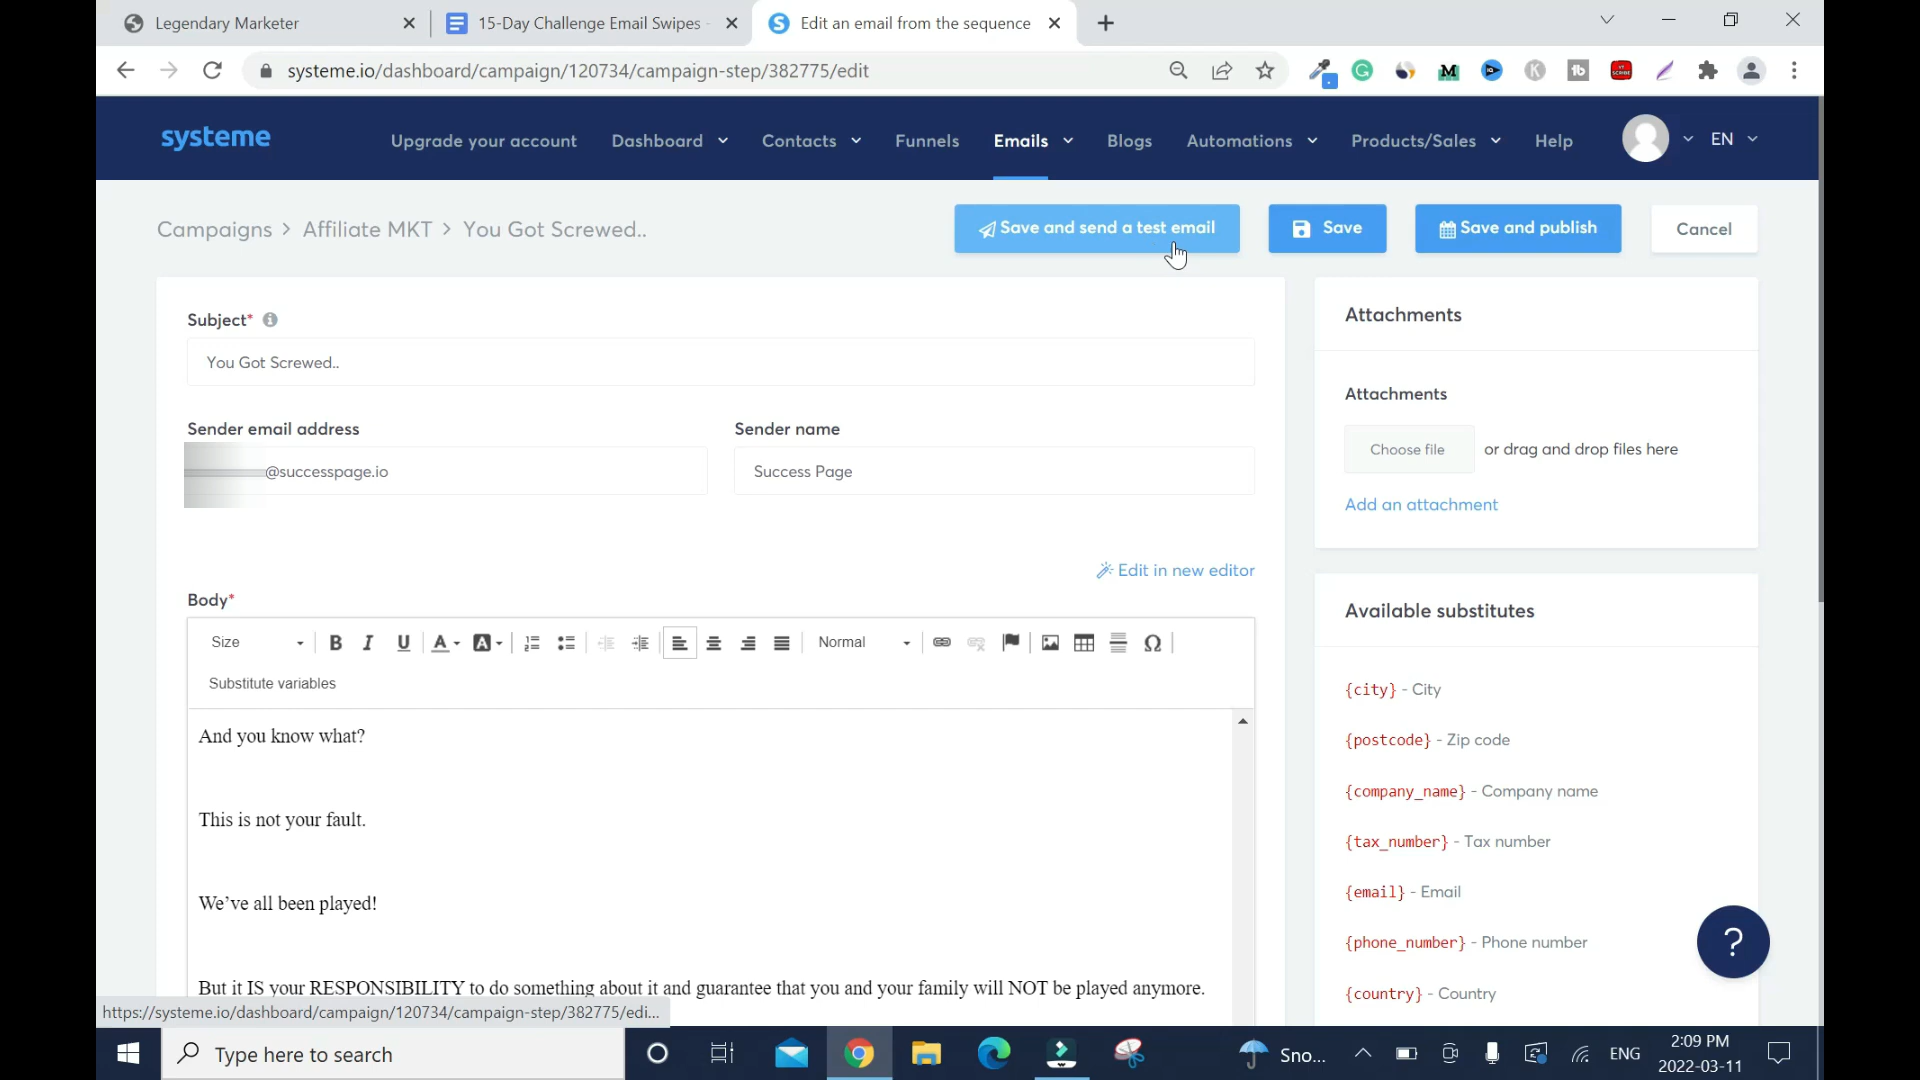 Legendary Marketer
15-Day Challenge Email Swipes -
Edit an email from the sequence
systeme.io/dashboard/campaign/120734/campaign-step/382775/edit
systeme
Upgrade your account
Dashboard
Contacts
Funnels
Emails
Blogs
Automations
Products/Sales
Help
EN
Campaigns > Affiliate MKT > You Got Screwed..
Save and send a test email
Save
Save and publish
Cancel
Subject*
You Got Screwed..
Sender email address
Sender name
@successpage.io
Success Page
Edit in new editor
Body*
Size
Normal
Substitute variables
And you know what?
This is not your fault.
We’ve all been played!
But it IS your RESPONSIBILITY to do something about it and guarantee that you and your family will NOT be played anymore.
Attachments
Attachments
Choose file
or drag and drop files here
Add an attachment
Available substitutes
{city} - City
{postcode} - Zip code
{company_name} - Company name
{tax_number} - Tax number
{email} - Email
{phone_number} - Phone number
{country} - Country
?
https://systeme.io/dashboard/campaign/120734/campaign-step/382775/edi...
Type here to search
Sno...
ENG
2:09 PM
2022-03-11